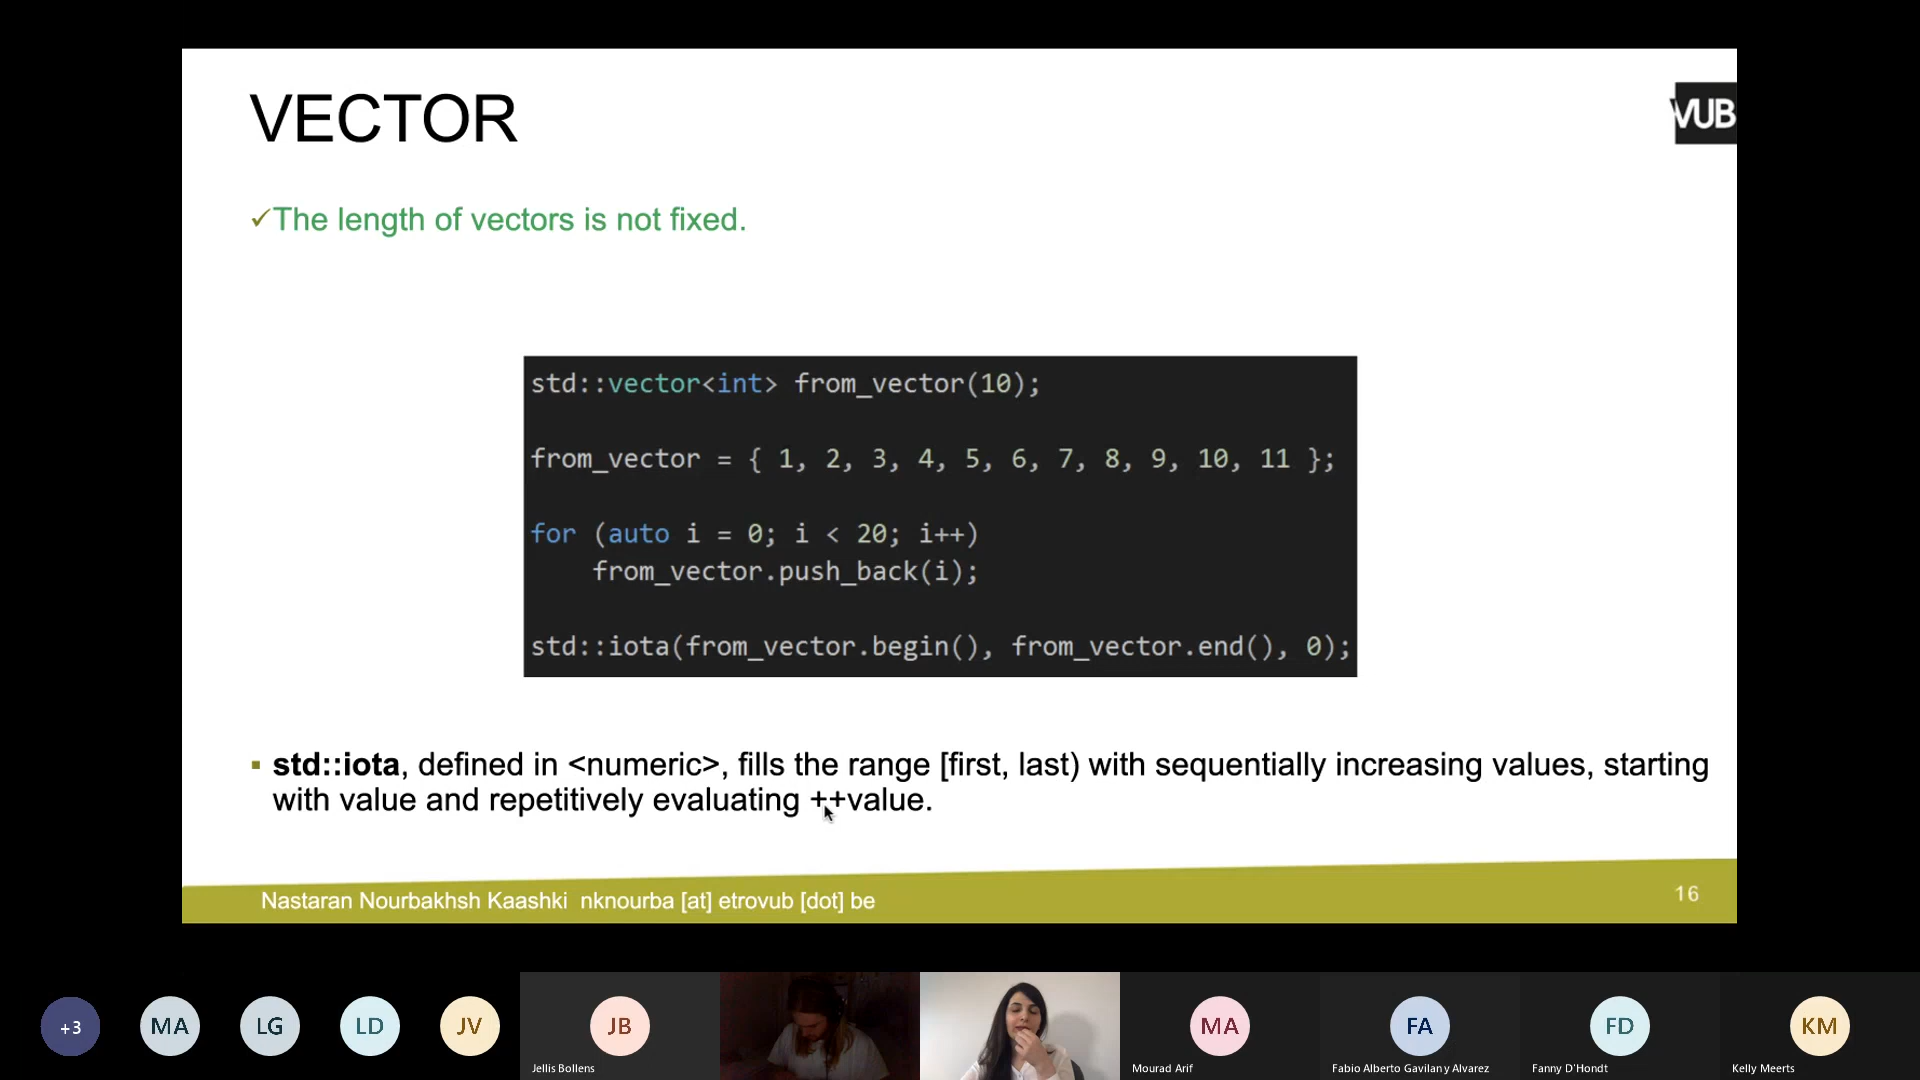 VECTOR
VUB
✓The length of vectors is not fixed.
std::vector<int> from_vector(10);
from_vector = { 1, 2, 3, 4, 5, 6, 7, 8, 9, 10, 11 };
for (auto i = 0; i < 20; i++)
from_vector.push_back(i);
std::iota(from_vector.begin(), from_vector.end(), 0);
▪ std::iota, defined in <numeric>, fills the range [first, last) with sequentially increasing values, starting
with value and repetitively evaluating ++value.
Nastaran Nourbakhsh Kaashki nknourba [at] etrovub [dot] be
16
+3
MA
LG
LD
JV
JB
Jellis Bollens
MA
Mourad Arif
FA
Fabio Alberto Gavilan y Alvarez
FD
Fanny D'Hondt
KM
Kelly Meerts